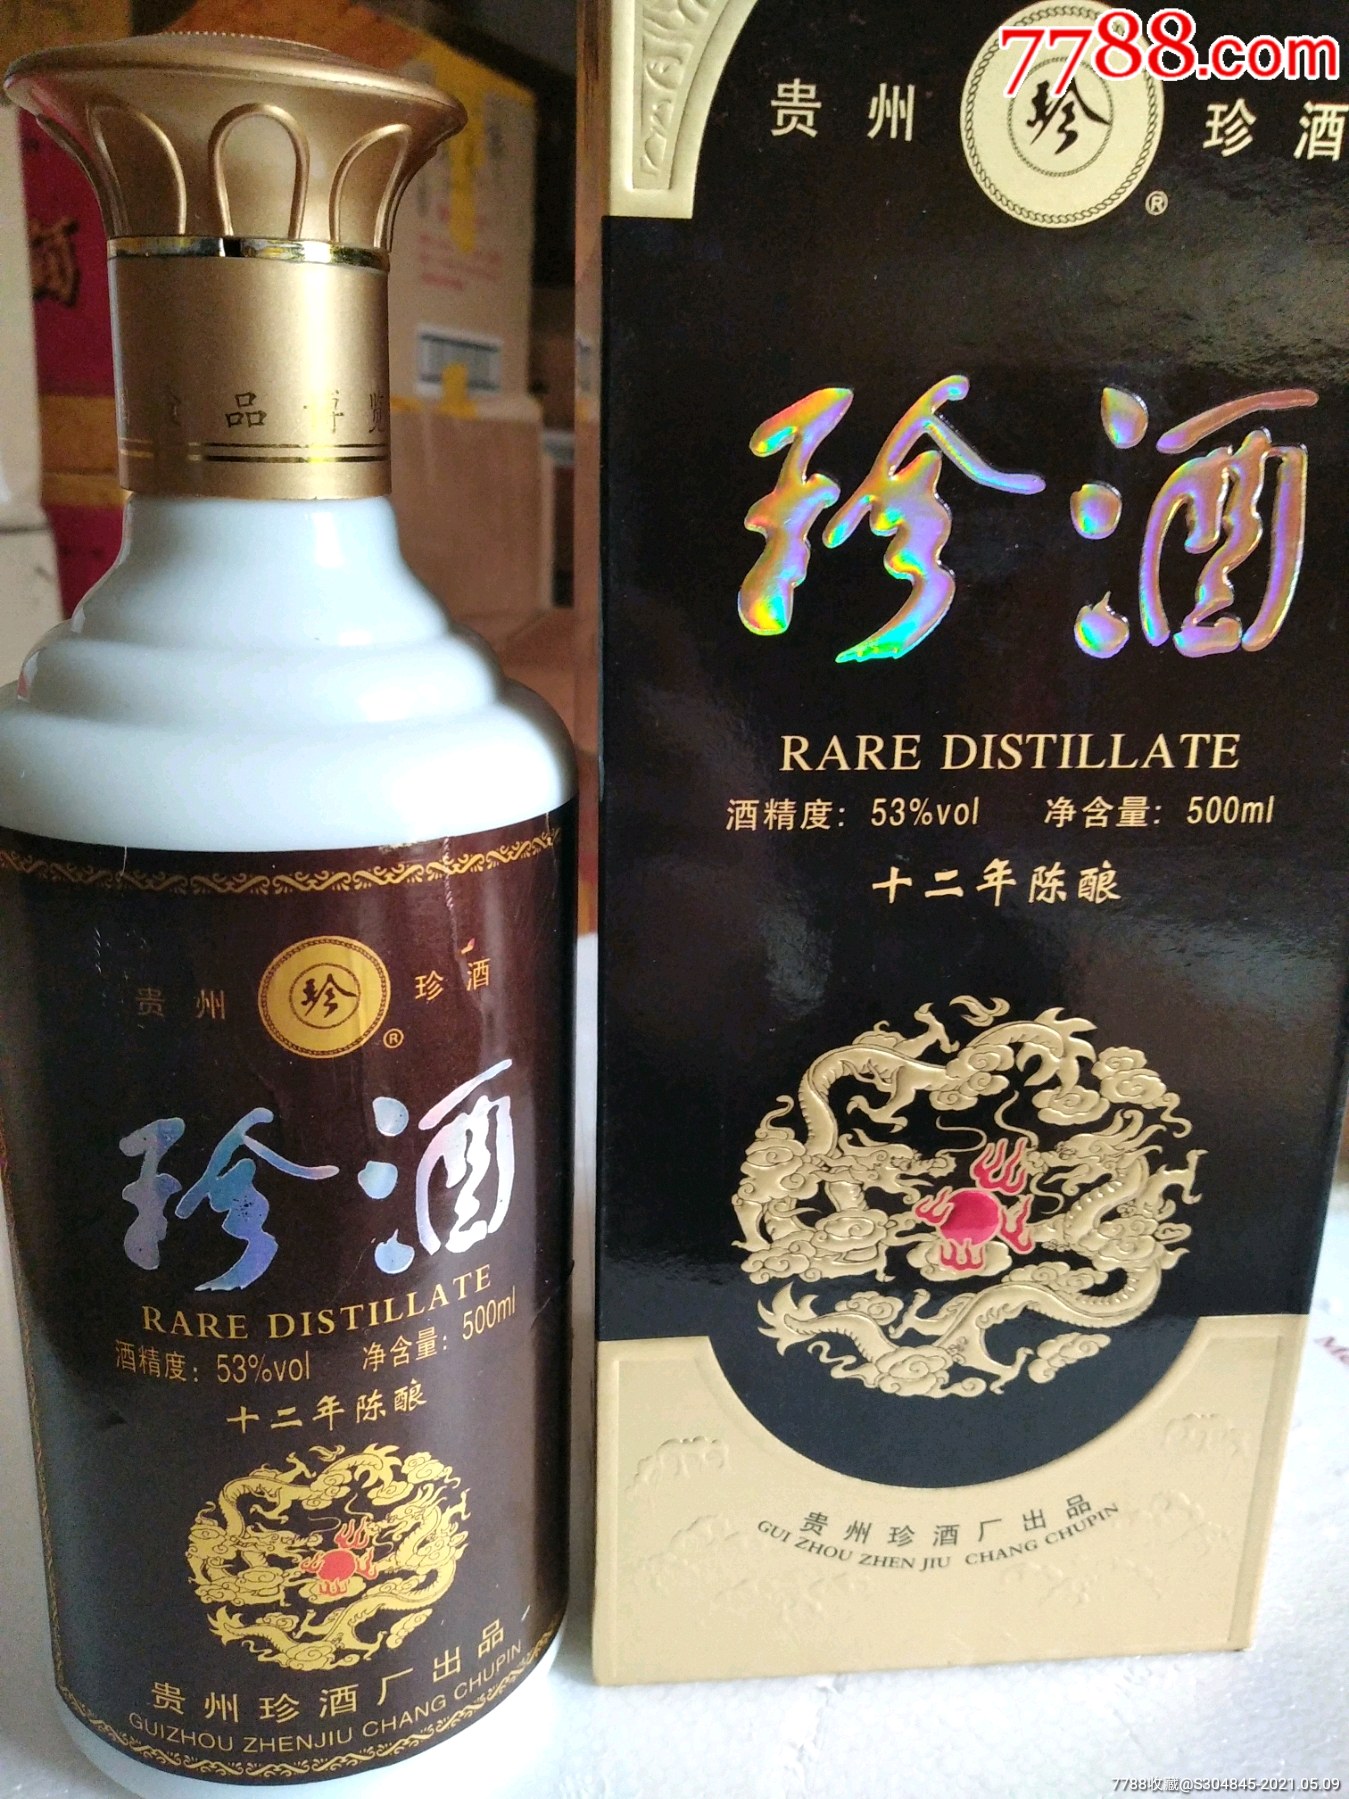 7788.com
贵州 珍 珍酒
®
珍酒
RARE DISTILLATE
酒精度: 53%vol 净含量: 500ml
十二年陈酿
贵州珍酒厂出品
GUI ZHOU ZHEN JIU CHANG CHUPIN
品博览
贵州 珍 珍酒
®
珍酒
RARE DISTILLATE
酒精度: 53%vol 净含量: 500ml
十二年陈酿
贵州珍酒厂出品
GUIZHOU ZHENJIU CHANG CHUPIN
酒
7788收藏@S304845-2021.05.09